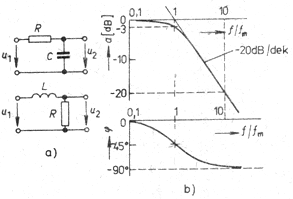 R
u1 C u2
L
u1 R u2
a)
a[dB]
0,1 1 10
0
-3
f/fm
-10
-20dB/dek
-20
0,1 1 10
0
f/fm
φ
-45°
-90°
b)